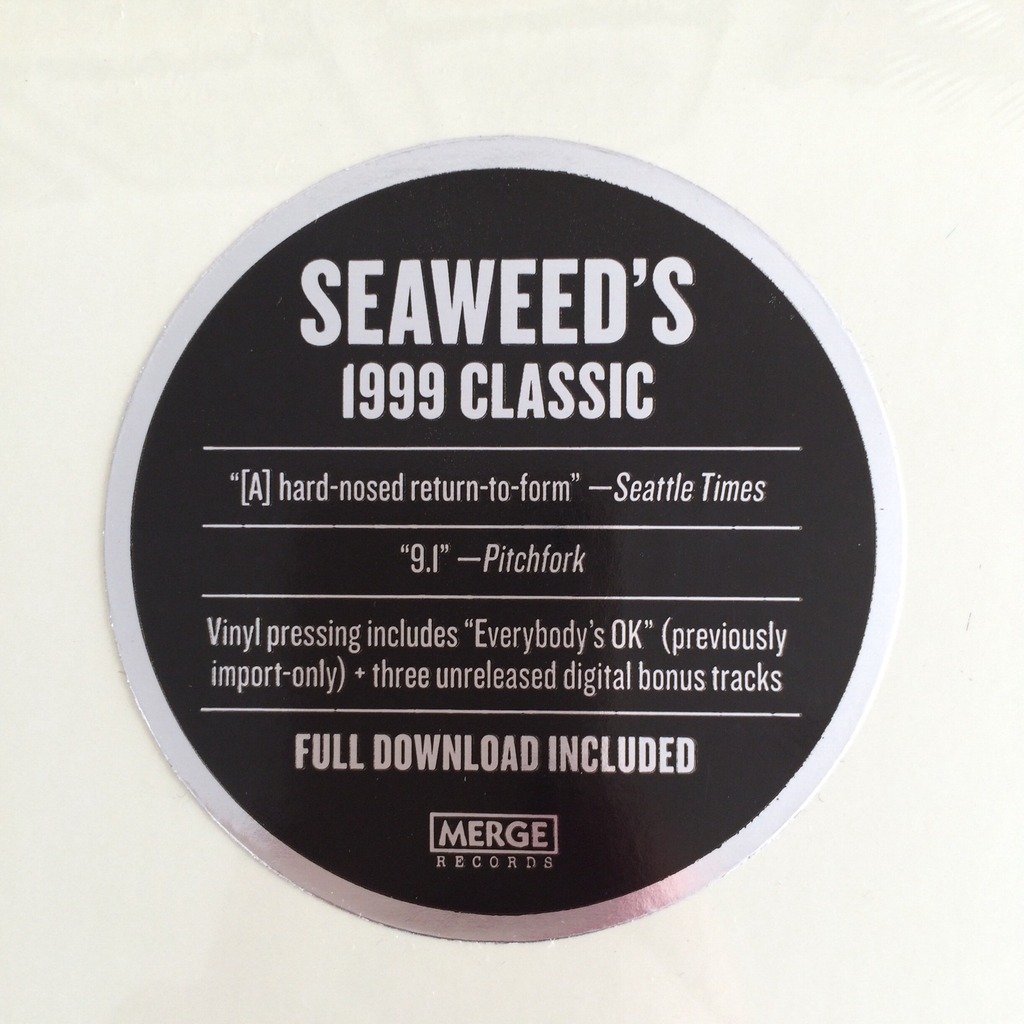 SEAWEED'S
1999 CLASSIC
“[A] hard-nosed return-to-form” —Seattle Times
“9.1” —Pitchfork
Vinyl pressing includes “Everybody's OK” (previously
import-only) + three unreleased digital bonus tracks
FULL DOWNLOAD INCLUDED
MERGE
RECORDS